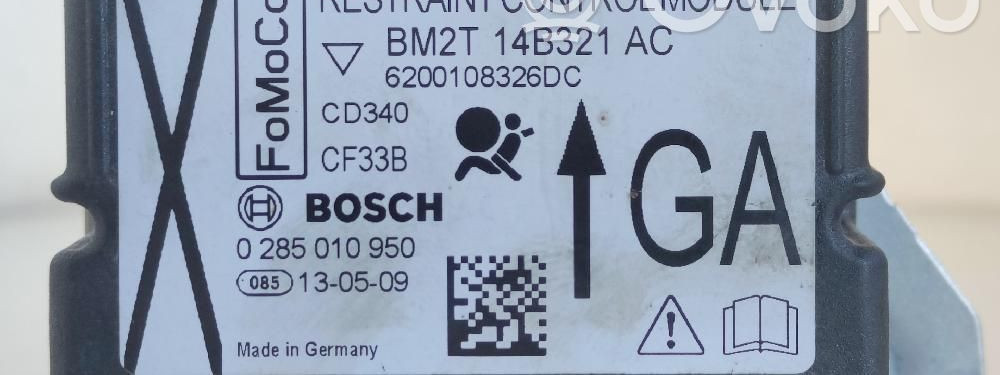 RESTRAINT CONTROL MODULE
OVOKO
FoMoCo
BM2T 14B321 AC
6200108326DC
CD340
CF33B
GA
BOSCH
0 285 010 950
085 13-05-09
Made in Germany